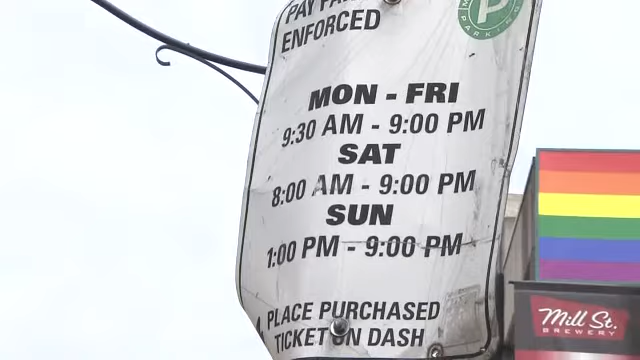 PAY
ENFORCED
P
PARKING
MON - FRI
9:30 AM - 9:00 PM
SAT
8:00 AM - 9:00 PM
SUN
1:00 PM - 9:00 PM
PLACE PURCHASED
TICKET ON DASH
Mill St.
BREWERY